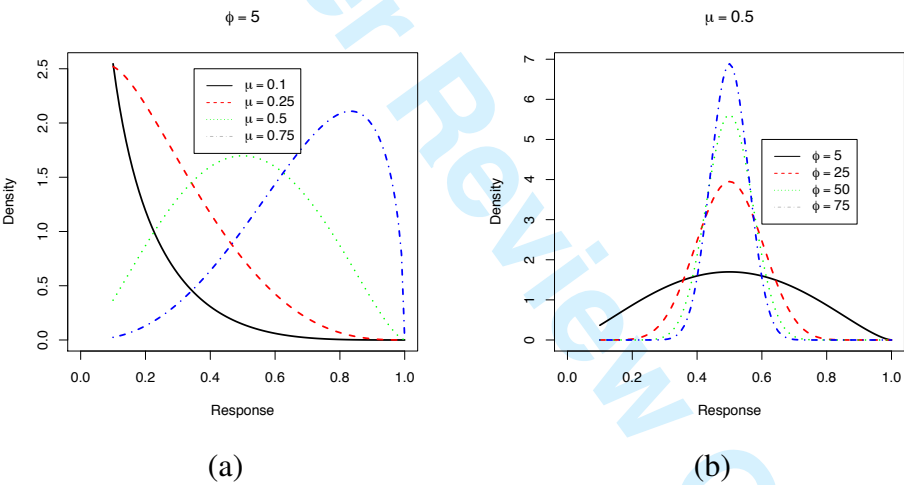 ϕ = 5
Density
0.0 0.5 1.0 1.5 2.0 2.5
μ = 0.1
μ = 0.25
μ = 0.5
μ = 0.75
0.0 0.2 0.4 0.6 0.8 1.0
Response
(a)
μ = 0.5
Density
0 1 2 3 4 5 6 7
ϕ = 5
ϕ = 25
ϕ = 50
ϕ = 75
0.0 0.2 0.4 0.6 0.8 1.0
Response
(b)
er Review